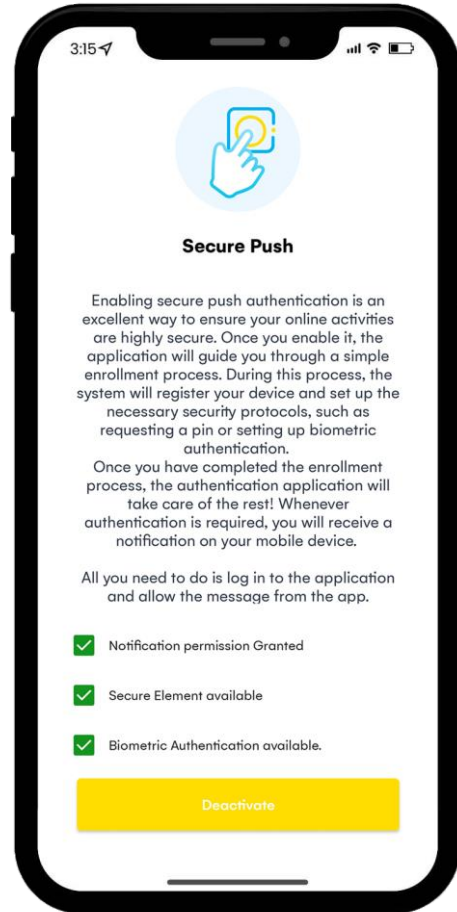 3:15
Secure Push
Enabling secure push authentication is an
excellent way to ensure your online activities
are highly secure. Once you enable it, the
application will guide you through a simple
enrollment process. During this process, the
system will register your device and set up the
necessary security protocols, such as
requesting a pin or setting up biometric
authentication.
Once you have completed the enrollment
process, the authentication application will
take care of the rest! Whenever
authentication is required, you will receive a
notification on your mobile device.
All you need to do is log in to the application
and allow the message from the app.
Notification permission Granted
Secure Element available
Biometric Authentication available.
Deactivate